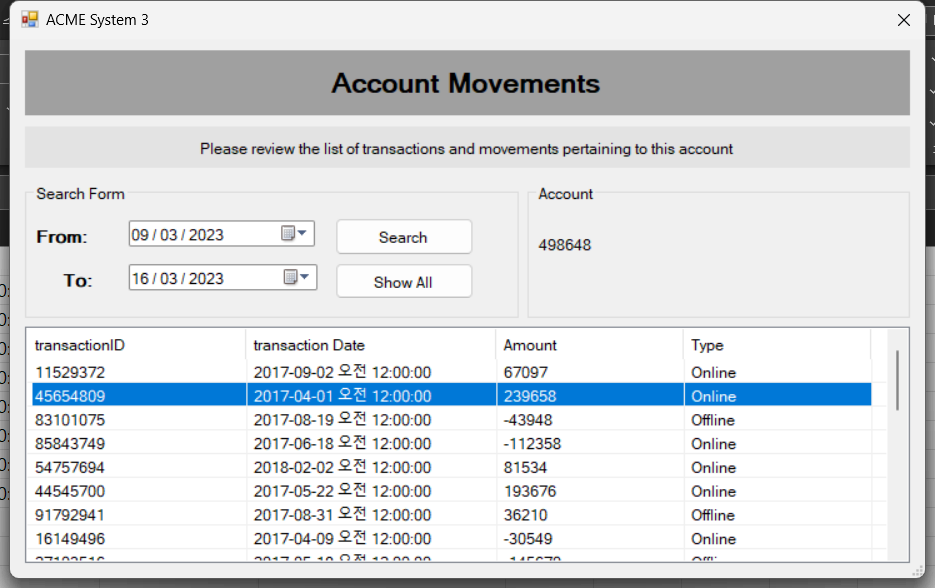 ACME System 3
Account Movements
Please review the list of transactions and movements pertaining to this account
Search Form
Account
From: 09 / 03 / 2023 Search
498648
To: 16 / 03 / 2023 Show All
transactionID transaction Date Amount Type
11529372 2017-09-02 오전 12:00:00 67097 Online
45654809 2017-04-01 오전 12:00:00 239658 Online
83101075 2017-08-19 오전 12:00:00 -43948 Offline
85843749 2017-06-18 오전 12:00:00 -112358 Online
54757694 2018-02-02 오전 12:00:00 81534 Online
44545700 2017-05-22 오전 12:00:00 193676 Online
91792941 2017-08-31 오전 12:00:00 36210 Offline
16149496 2017-04-09 오전 12:00:00 -30549 Online